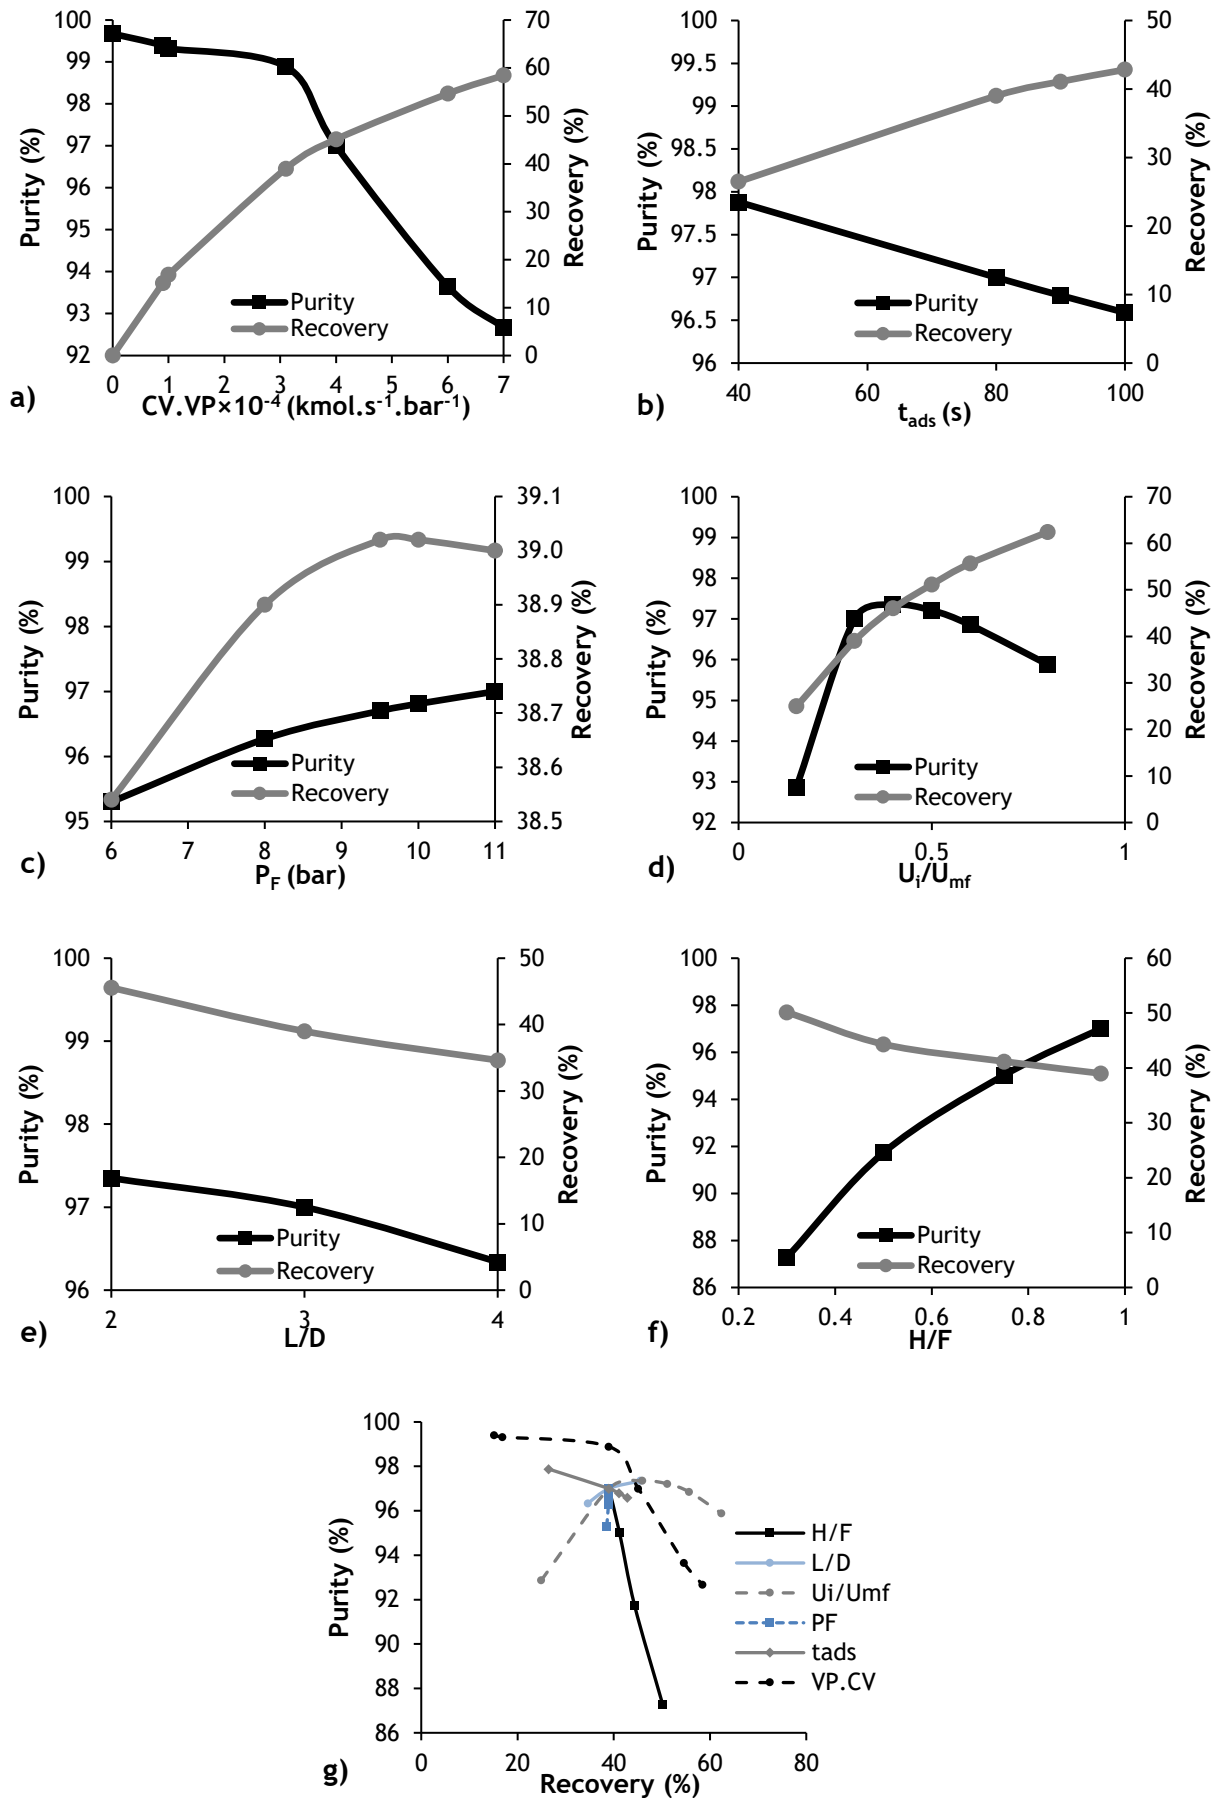 100
99
98
97
96
95
94
93
92
Purity (%)
70
60
50
40
30
20
10
0
Recovery (%)
Purity
Recovery
0 1 2 3 4 5 6 7
CV.VP×10⁻⁴ (kmol.s⁻¹.bar⁻¹)
a)
100
99.5
99
98.5
98
97.5
97
96.5
96
Purity (%)
50
40
30
20
10
0
Recovery (%)
Purity
Recovery
40 60 80 100
t_ads (s)
b)
100
99
98
97
96
95
Purity (%)
39.1
39.0
38.9
38.8
38.7
38.6
38.5
Recovery (%)
Purity
Recovery
6 7 8 9 10 11
P_F (bar)
c)
100
99
98
97
96
95
94
93
92
Purity (%)
70
60
50
40
30
20
10
0
Recovery (%)
Purity
Recovery
0 0.5 1
U_i/U_mf
d)
100
99
98
97
96
Purity (%)
50
40
30
20
10
0
Recovery (%)
Purity
Recovery
2 3 4
L/D
e)
100
98
96
94
92
90
88
86
Purity (%)
60
50
40
30
20
10
0
Recovery (%)
Purity
Recovery
0.2 0.4 0.6 0.8 1
H/F
f)
100
98
96
94
92
90
88
86
Purity (%)
H/F
L/D
Ui/Umf
PF
tads
VP.CV
0 20 40 60 80
Recovery (%)
g)